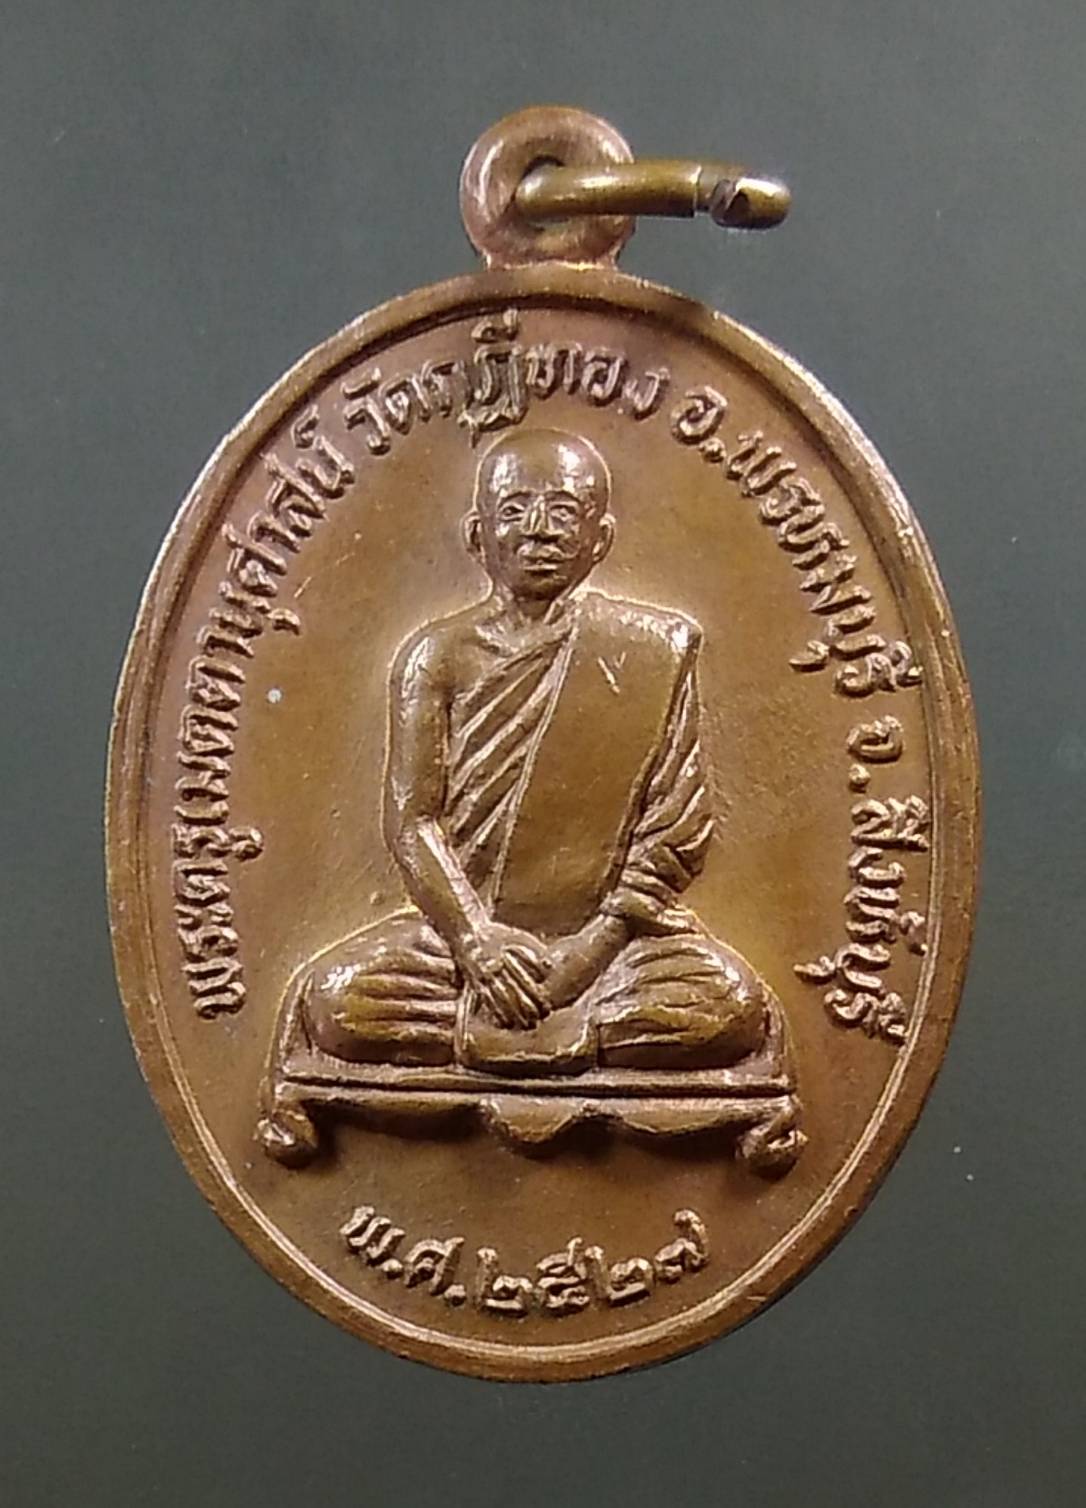 พระครูเมตตานุศาสน์ วัดกุฎีทอง อ.พรหมบุรี จ.สิงห์บุรี
พ.ศ.๒๕๒๗